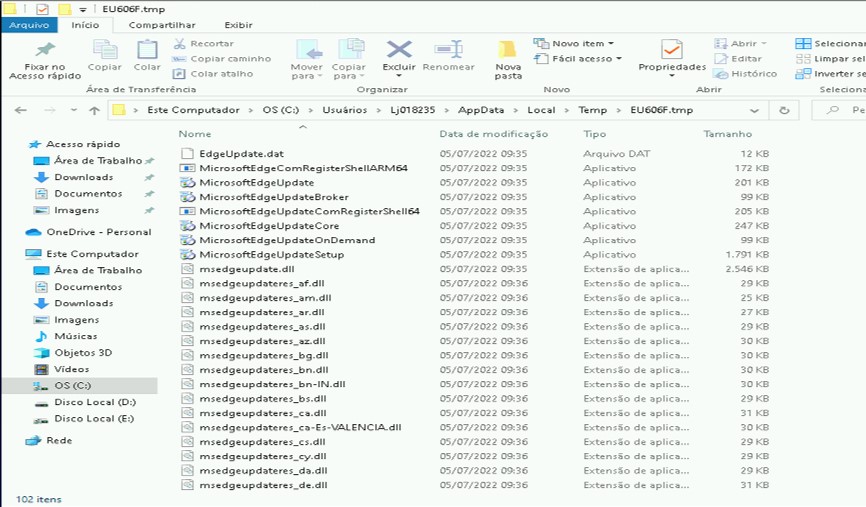 EU606F.tmp
Arquivo Início Compartilhar Exibir
Fixar no Acesso rápido
Copiar
Colar
Recortar
Copiar caminho
Colar atalho
Área de Transferência
Mover para
Copiar para
Excluir
Renomear
Organizar
Nova pasta
Novo item
Fácil acesso
Novo
Propriedades
Abrir
Editar
Histórico
Abrir
Selecionar
Limpar sele
Inverter se
Seleciona
Este Computador > OS (C:) > Usuários > Lj018235 > AppData > Local > Temp > EU606F.tmp
Pe
Nome Data de modificação Tipo Tamanho
Acesso rápido
Área de Trabalho
Downloads
Documentos
Imagens
OneDrive - Personal
Este Computador
Área de Trabalho
Documentos
Downloads
Imagens
Músicas
Objetos 3D
Vídeos
OS (C:)
Disco Local (D:)
Disco Local (E:)
Rede
EdgeUpdate.dat 05/07/2022 09:35 Arquivo DAT 12 KB
MicrosoftEdgeComRegisterShellARM64 05/07/2022 09:35 Aplicativo 172 KB
MicrosoftEdgeUpdate 05/07/2022 09:35 Aplicativo 201 KB
MicrosoftEdgeUpdateBroker 05/07/2022 09:35 Aplicativo 99 KB
MicrosoftEdgeUpdateComRegisterShell64 05/07/2022 09:35 Aplicativo 205 KB
MicrosoftEdgeUpdateCore 05/07/2022 09:35 Aplicativo 247 KB
MicrosoftEdgeUpdateOnDemand 05/07/2022 09:35 Aplicativo 99 KB
MicrosoftEdgeUpdateSetup 05/07/2022 09:35 Aplicativo 1.791 KB
msedgeupdate.dll 05/07/2022 09:35 Extensão de aplica... 2.546 KB
msedgeupdateres_af.dll 05/07/2022 09:36 Extensão de aplica... 29 KB
msedgeupdateres_am.dll 05/07/2022 09:36 Extensão de aplica... 25 KB
msedgeupdateres_ar.dll 05/07/2022 09:36 Extensão de aplica... 27 KB
msedgeupdateres_as.dll 05/07/2022 09:36 Extensão de aplica... 29 KB
msedgeupdateres_az.dll 05/07/2022 09:36 Extensão de aplica... 30 KB
msedgeupdateres_bg.dll 05/07/2022 09:36 Extensão de aplica... 30 KB
msedgeupdateres_bn.dll 05/07/2022 09:36 Extensão de aplica... 30 KB
msedgeupdateres_bn-IN.dll 05/07/2022 09:36 Extensão de aplica... 30 KB
msedgeupdateres_bs.dll 05/07/2022 09:36 Extensão de aplica... 29 KB
msedgeupdateres_ca.dll 05/07/2022 09:36 Extensão de aplica... 31 KB
msedgeupdateres_ca-Es-VALENCIA.dll 05/07/2022 09:36 Extensão de aplica... 30 KB
msedgeupdateres_cs.dll 05/07/2022 09:36 Extensão de aplica... 29 KB
msedgeupdateres_cy.dll 05/07/2022 09:36 Extensão de aplica... 29 KB
msedgeupdateres_da.dll 05/07/2022 09:36 Extensão de aplica... 29 KB
msedgeupdateres_de.dll 05/07/2022 09:36 Extensão de aplica... 31 KB
102 itens